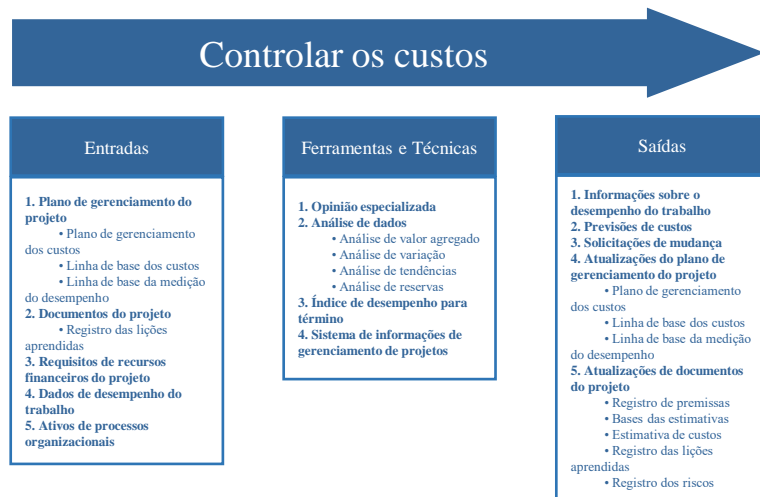 Controlar os custos
Entradas
1. Plano de gerenciamento do
projeto
• Plano de gerenciamento
dos custos
• Linha de base dos custos
• Linha de base da medição
do desempenho
2. Documentos do projeto
• Registro das lições
aprendidas
3. Requisitos de recursos
financeiros do projeto
4. Dados de desempenho do
trabalho
5. Ativos de processos
organizacionais
Ferramentas e Técnicas
1. Opinião especializada
2. Análise de dados
• Análise de valor agregado
• Análise de variação
• Análise de tendências
• Análise de reservas
3. Índice de desempenho para
término
4. Sistema de informações de
gerenciamento de projetos
Saídas
1. Informações sobre o
desempenho do trabalho
2. Previsões de custos
3. Solicitações de mudança
4. Atualizações do plano de
gerenciamento do projeto
• Plano de gerenciamento
dos custos
• Linha de base dos custos
• Linha de base da medição
do desempenho
5. Atualizações de documentos
do projeto
• Registro de premissas
• Bases das estimativas
• Estimativa de custos
• Registro das lições
aprendidas
• Registro dos riscos